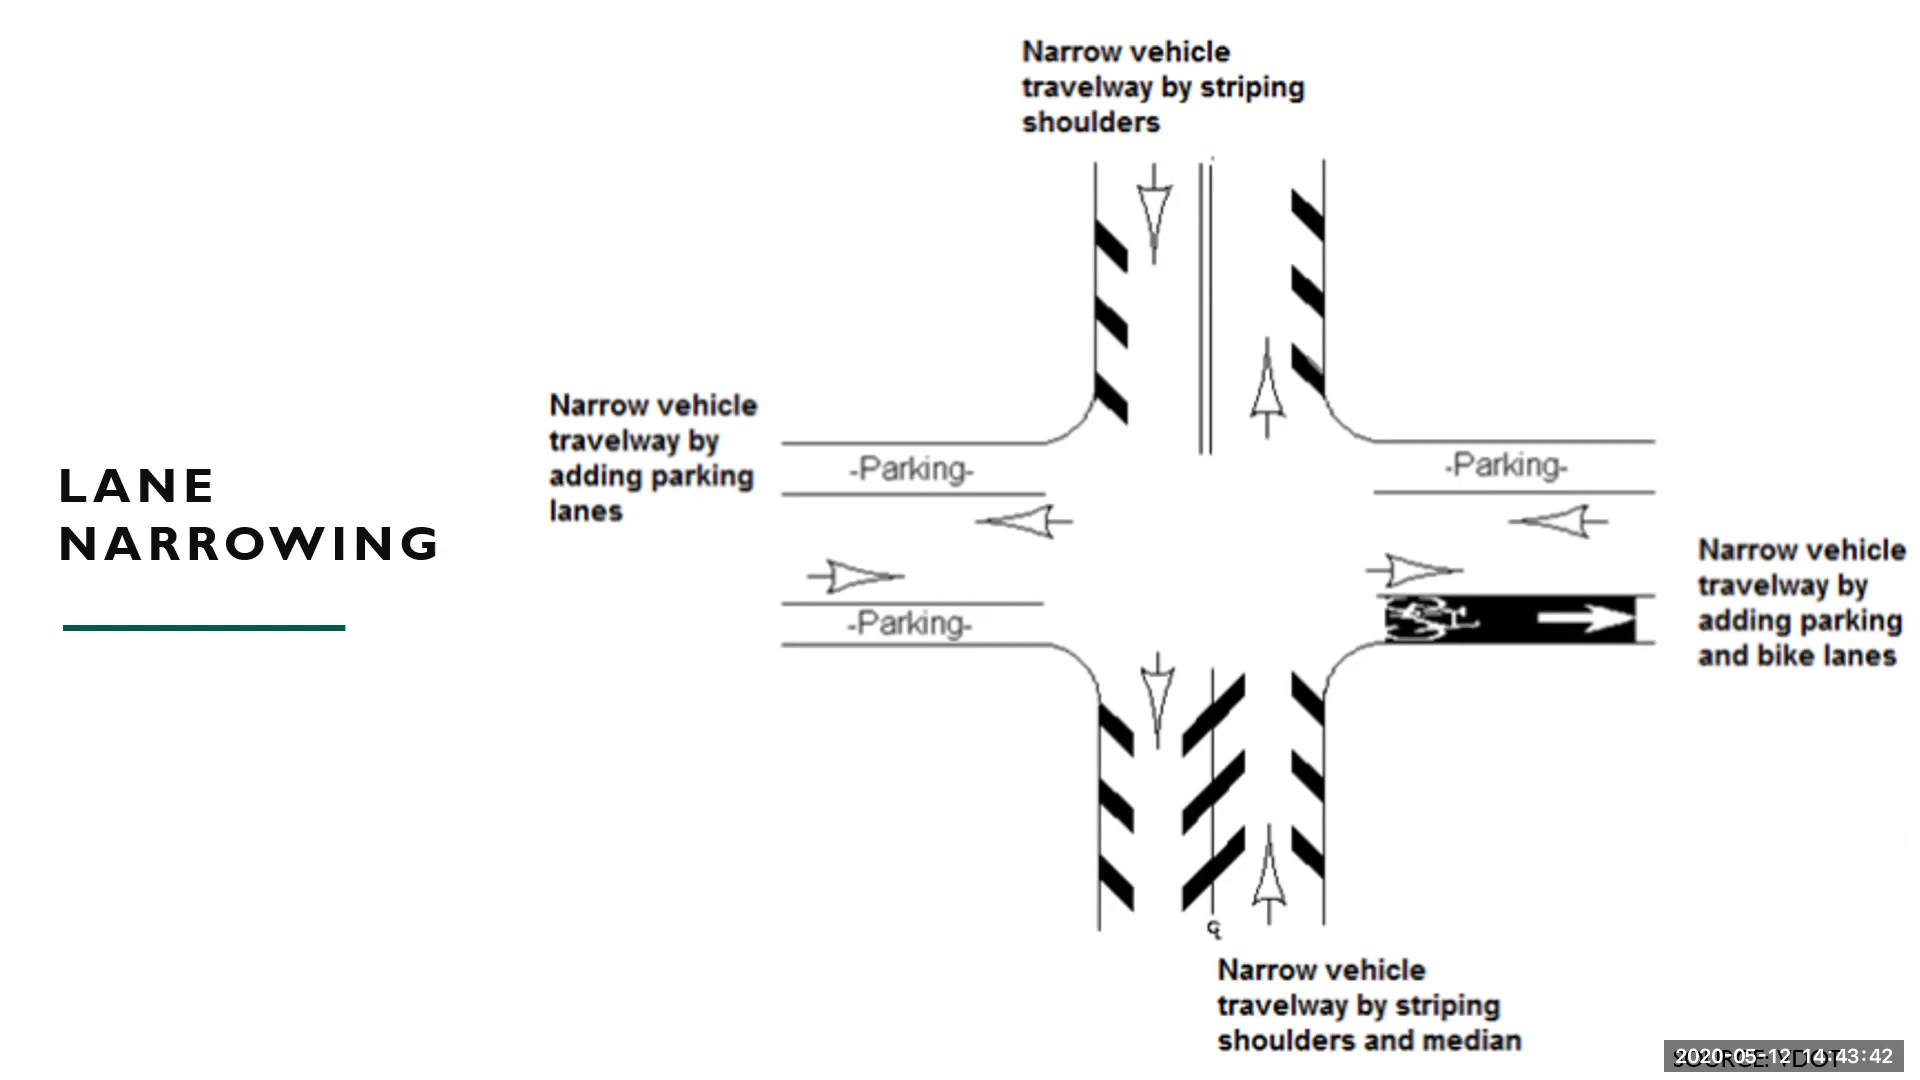 Narrow vehicle
travelway by striping
shoulders
Narrow vehicle
travelway by
adding parking
lanes
-Parking-
-Parking-
LANE
NARROWING
Narrow vehicle
travelway by
adding parking
and bike lanes
-Parking-
℄
Narrow vehicle
travelway by striping
shoulders and median
SOURCE: VDOT
2020-05-12 14:43:42